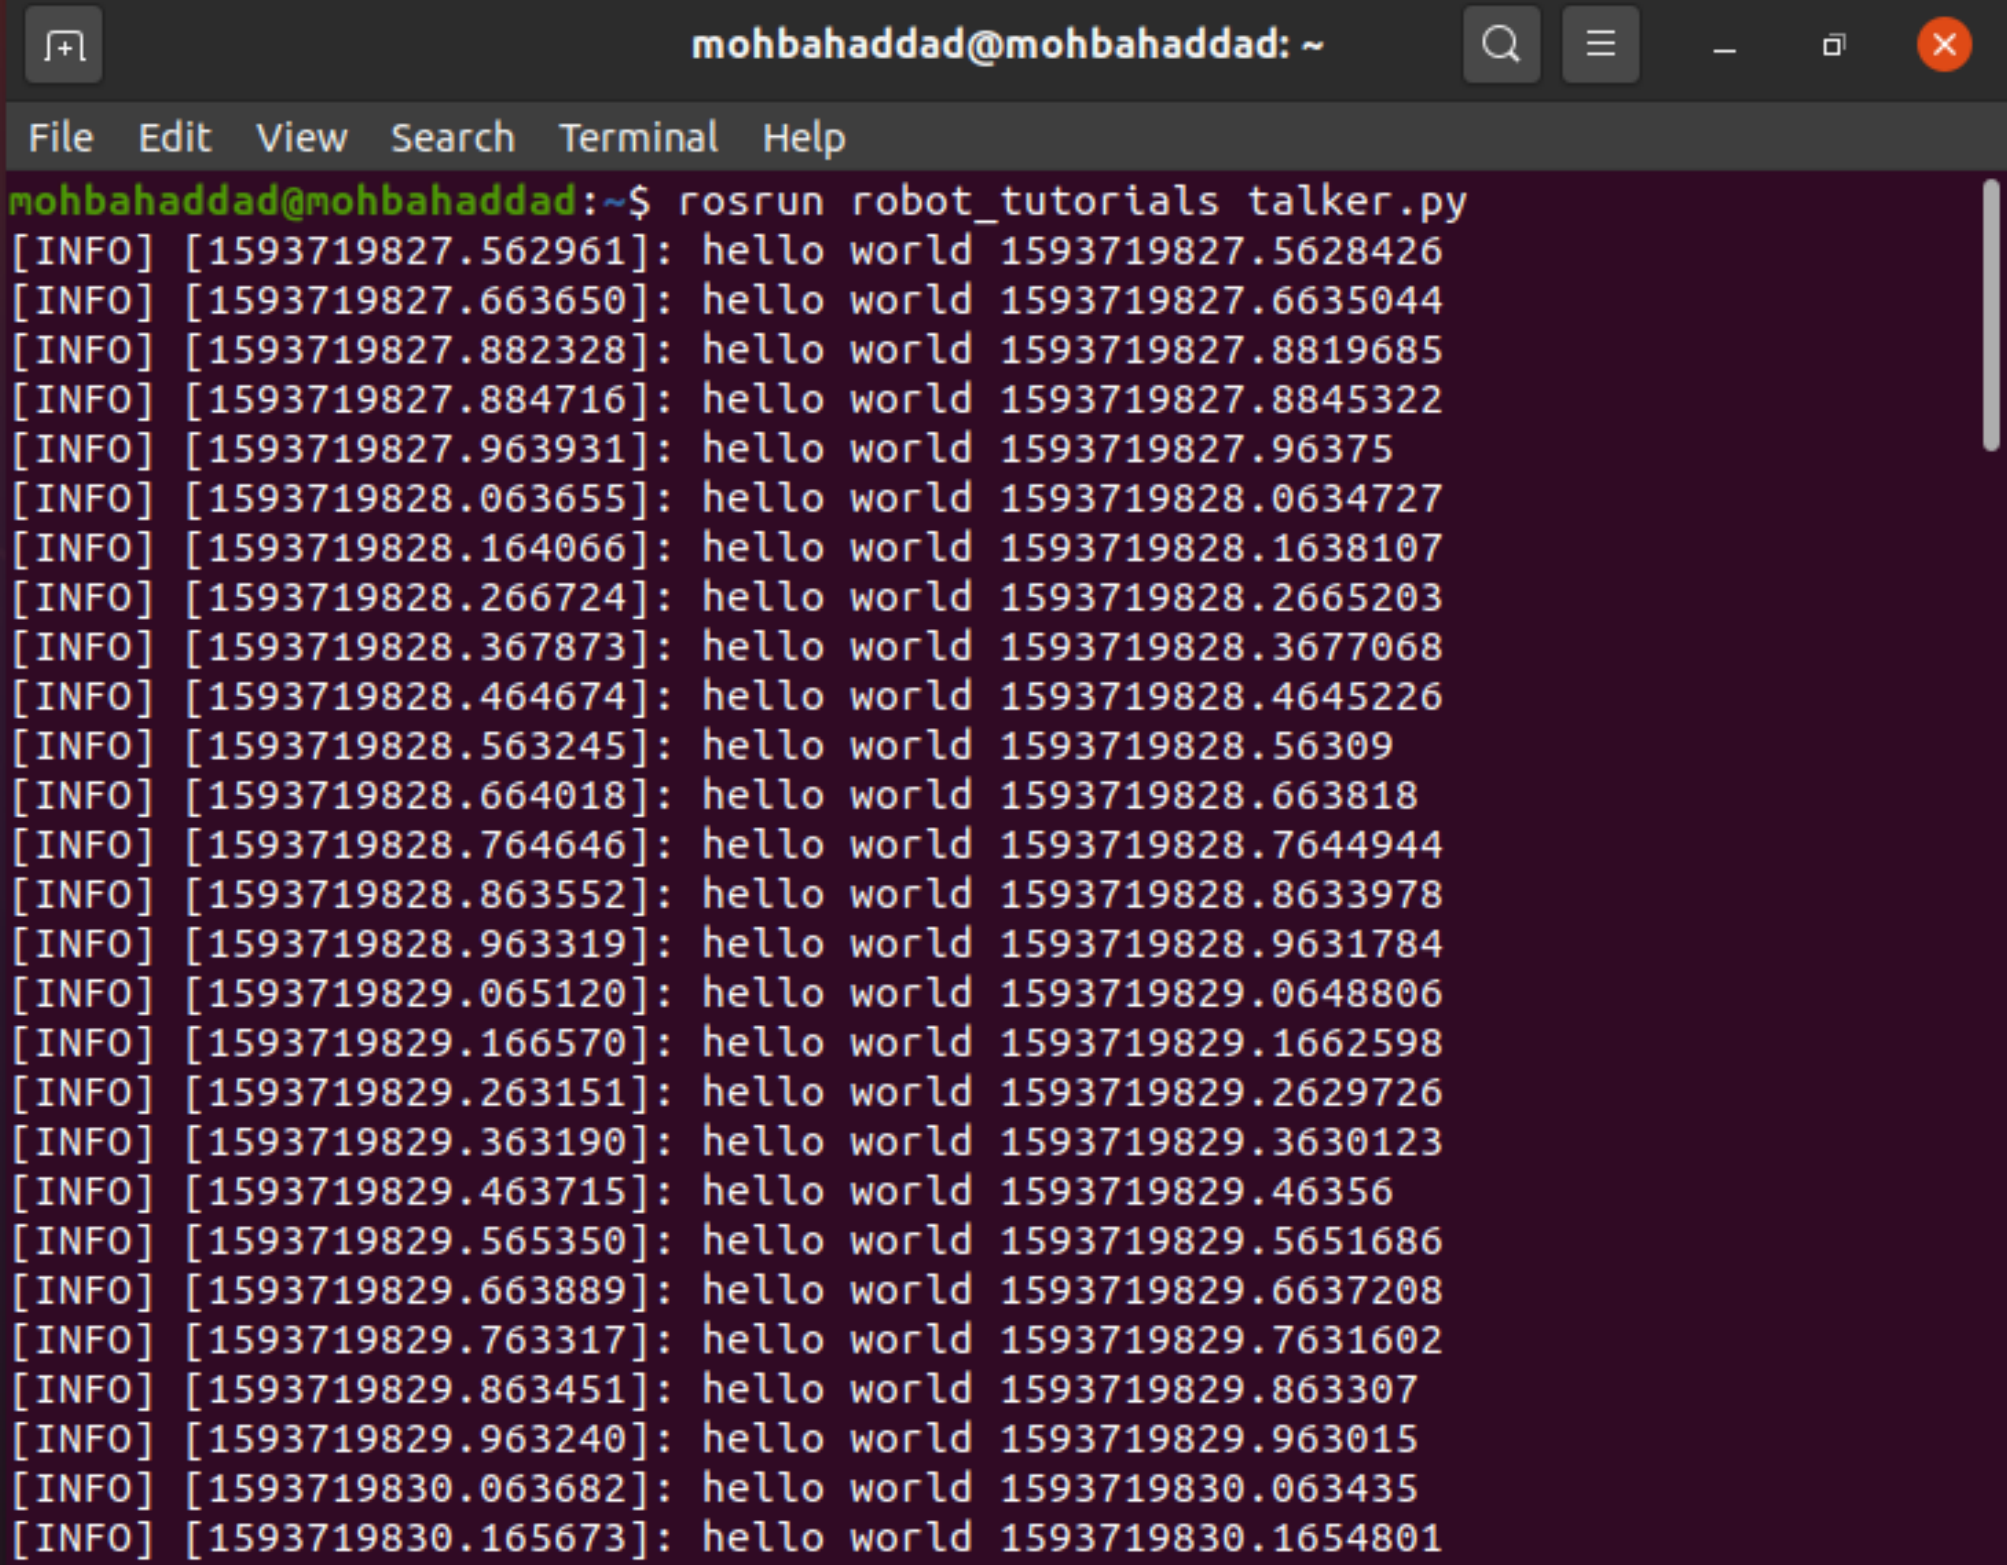 mohbahaddad@mohbahaddad: ~
File Edit View Search Terminal Help
mohbahaddad@mohbahaddad:~$ rosrun robot_tutorials talker.py
[INFO] [1593719827.562961]: hello world 1593719827.5628426
[INFO] [1593719827.663650]: hello world 1593719827.6635044
[INFO] [1593719827.882328]: hello world 1593719827.8819685
[INFO] [1593719827.884716]: hello world 1593719827.8845322
[INFO] [1593719827.963931]: hello world 1593719827.96375
[INFO] [1593719828.063655]: hello world 1593719828.0634727
[INFO] [1593719828.164066]: hello world 1593719828.1638107
[INFO] [1593719828.266724]: hello world 1593719828.2665203
[INFO] [1593719828.367873]: hello world 1593719828.3677068
[INFO] [1593719828.464674]: hello world 1593719828.4645226
[INFO] [1593719828.563245]: hello world 1593719828.56309
[INFO] [1593719828.664018]: hello world 1593719828.663818
[INFO] [1593719828.764646]: hello world 1593719828.7644944
[INFO] [1593719828.863552]: hello world 1593719828.8633978
[INFO] [1593719828.963319]: hello world 1593719828.9631784
[INFO] [1593719829.065120]: hello world 1593719829.0648806
[INFO] [1593719829.166570]: hello world 1593719829.1662598
[INFO] [1593719829.263151]: hello world 1593719829.2629726
[INFO] [1593719829.363190]: hello world 1593719829.3630123
[INFO] [1593719829.463715]: hello world 1593719829.46356
[INFO] [1593719829.565350]: hello world 1593719829.5651686
[INFO] [1593719829.663889]: hello world 1593719829.6637208
[INFO] [1593719829.763317]: hello world 1593719829.7631602
[INFO] [1593719829.863451]: hello world 1593719829.863307
[INFO] [1593719829.963240]: hello world 1593719829.963015
[INFO] [1593719830.063682]: hello world 1593719830.063435
[INFO] [1593719830.165673]: hello world 1593719830.1654801